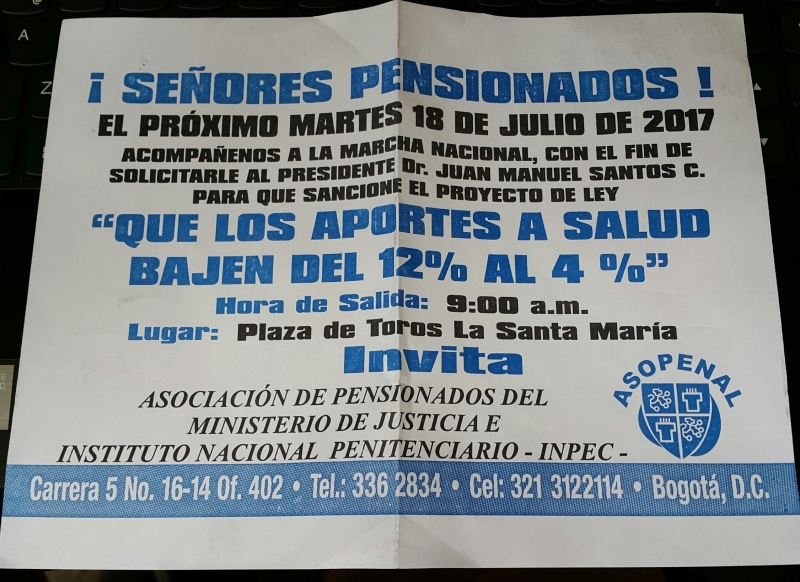 ¡ SEÑORES PENSIONADOS !
EL PRÓXIMO MARTES 18 DE JULIO DE 2017
ACOMPAÑENOS A LA MARCHA NACIONAL, CON EL FIN DE
SOLICITARLE AL PRESIDENTE Dr. JUAN MANUEL SANTOS C.
PARA QUE SANCIONE EL PROYECTO DE LEY
“QUE LOS APORTES A SALUD
BAJEN DEL 12% AL 4 %”
Hora de Salida: 9:00 a.m.
Lugar: Plaza de Toros La Santa María
Invita
ASOPENAL
ASOCIACIÓN DE PENSIONADOS DEL
MINISTERIO DE JUSTICIA E
INSTITUTO NACIONAL PENITENCIARIO - INPEC -
Carrera 5 No. 16-14 Of. 402 • Tel.: 336 2834 • Cel: 321 3122114 • Bogotá, D.C.
A
Z